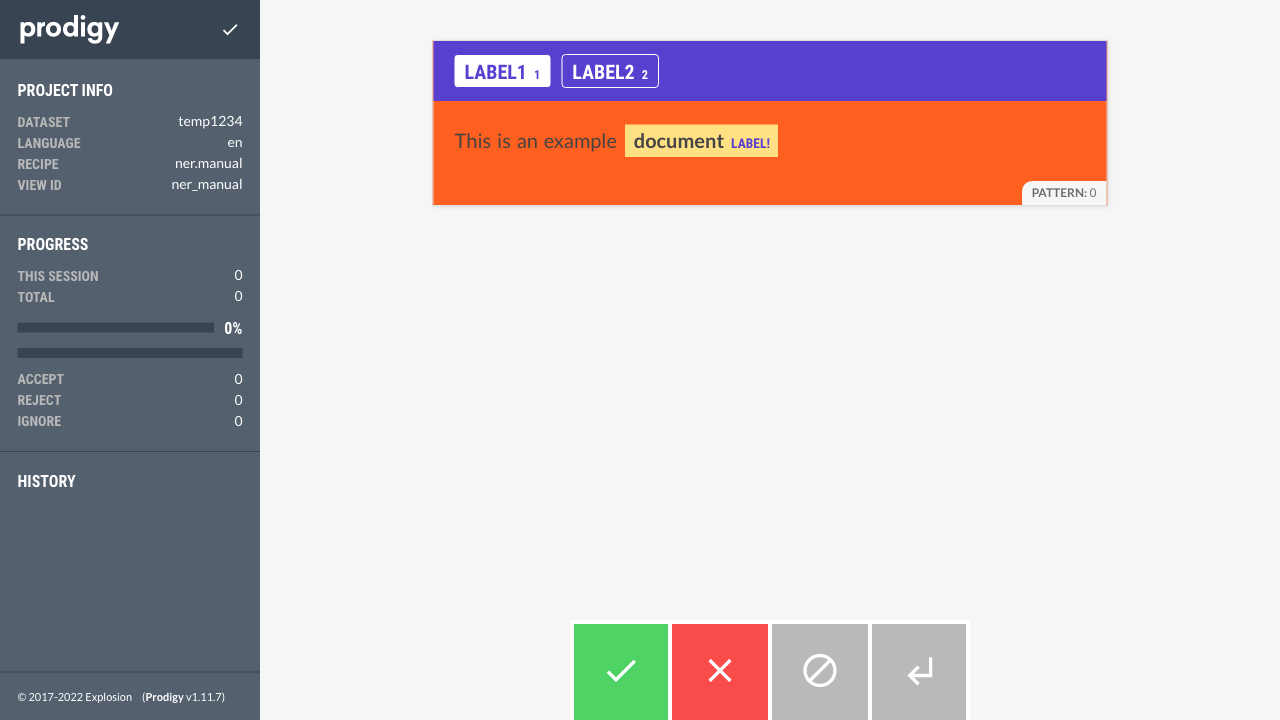 prodigy
PROJECT INFO
DATASET temp1234
LANGUAGE en
RECIPE ner.manual
VIEW ID ner_manual
PROGRESS
THIS SESSION 0
TOTAL 0
0%
ACCEPT 0
REJECT 0
IGNORE 0
HISTORY
© 2017-2022 Explosion (Prodigy v1.11.7)
LABEL1 1 LABEL2 2
This is an example document LABEL!
PATTERN: 0